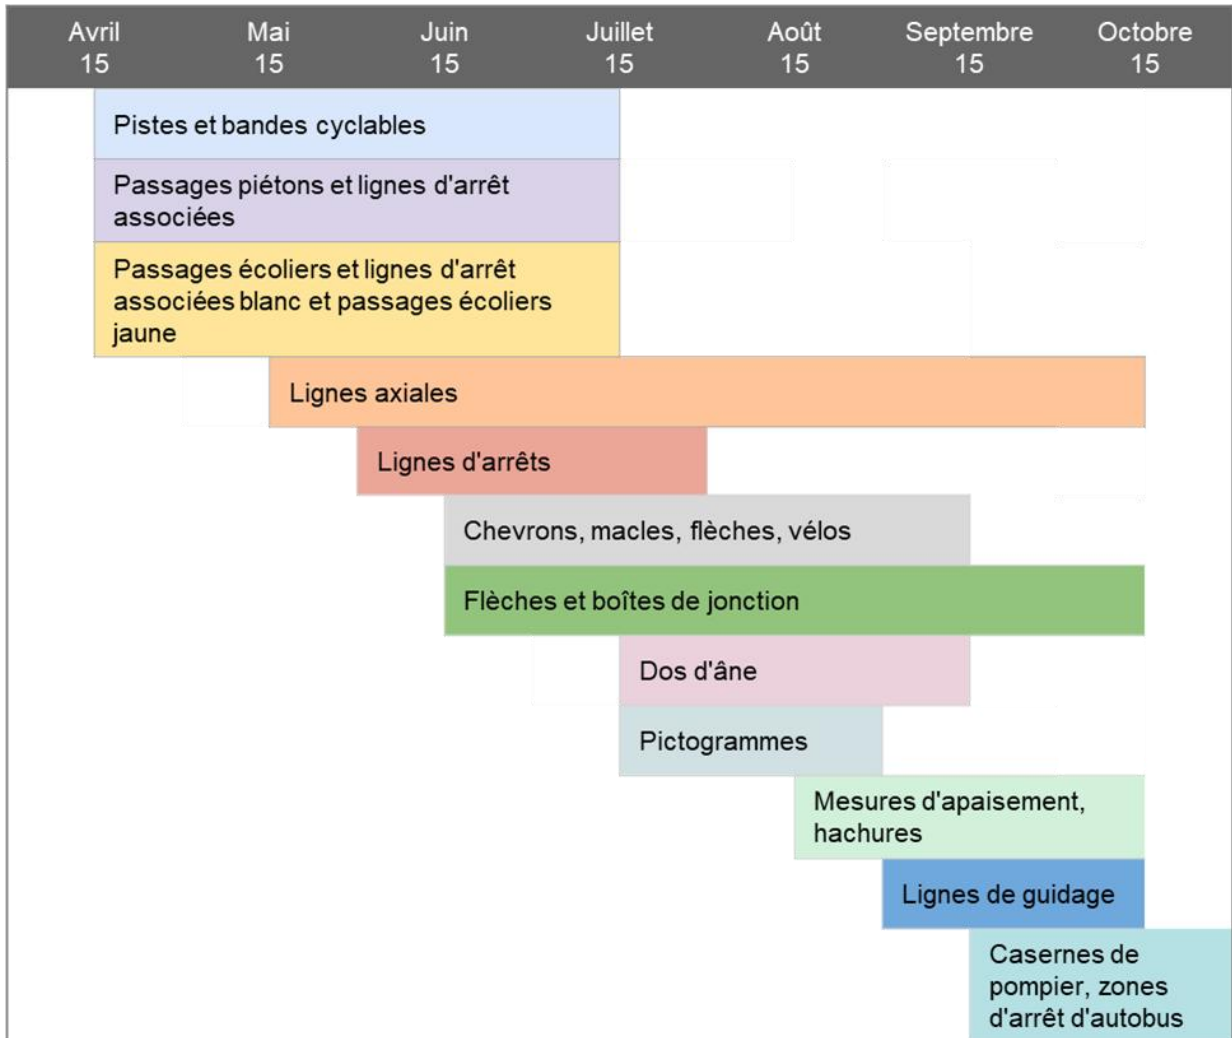 Avril Mai Juin Juillet Août Septembre Octobre
15 15 15 15 15 15 15
Pistes et bandes cyclables
Passages piétons et lignes d'arrêt
associées
Passages écoliers et lignes d'arrêt
associées blanc et passages écoliers
jaune
Lignes axiales
Lignes d'arrêts
Chevrons, macles, flèches, vélos
Flèches et boîtes de jonction
Dos d'âne
Pictogrammes
Mesures d'apaisement,
hachures
Lignes de guidage
Casernes de
pompier, zones
d'arrêt d'autobus